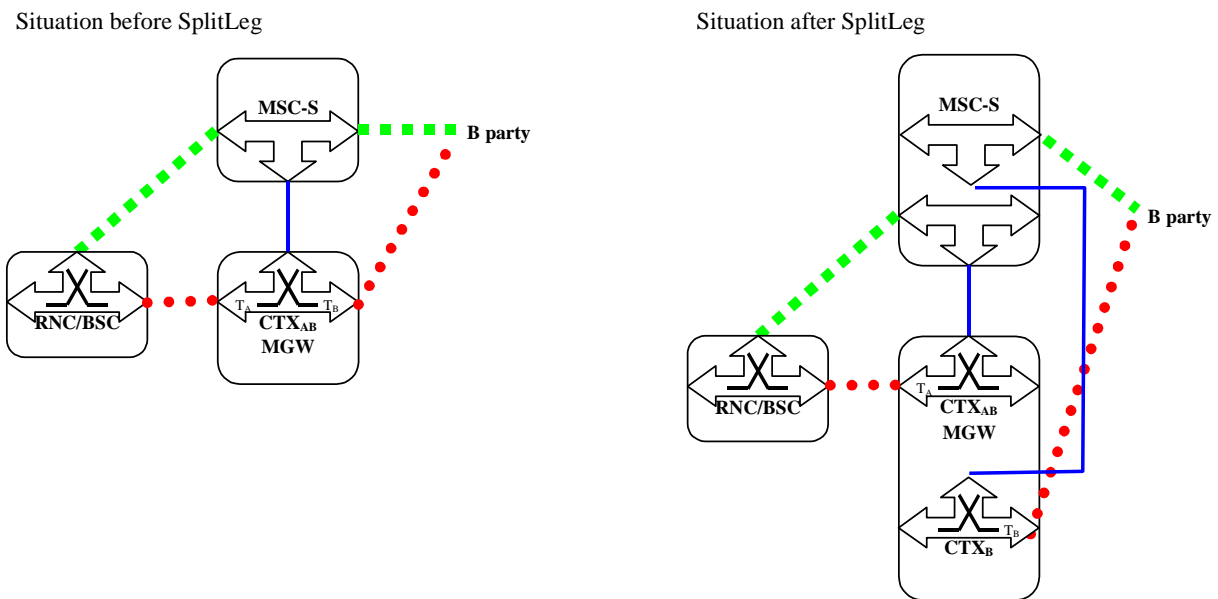 Situation before SplitLeg
MSC-S
B party
RNC/BSC
TA TB
CTXAB
MGW
Situation after SplitLeg
MSC-S
B party
RNC/BSC
TA
CTXAB
MGW
TB
CTXB